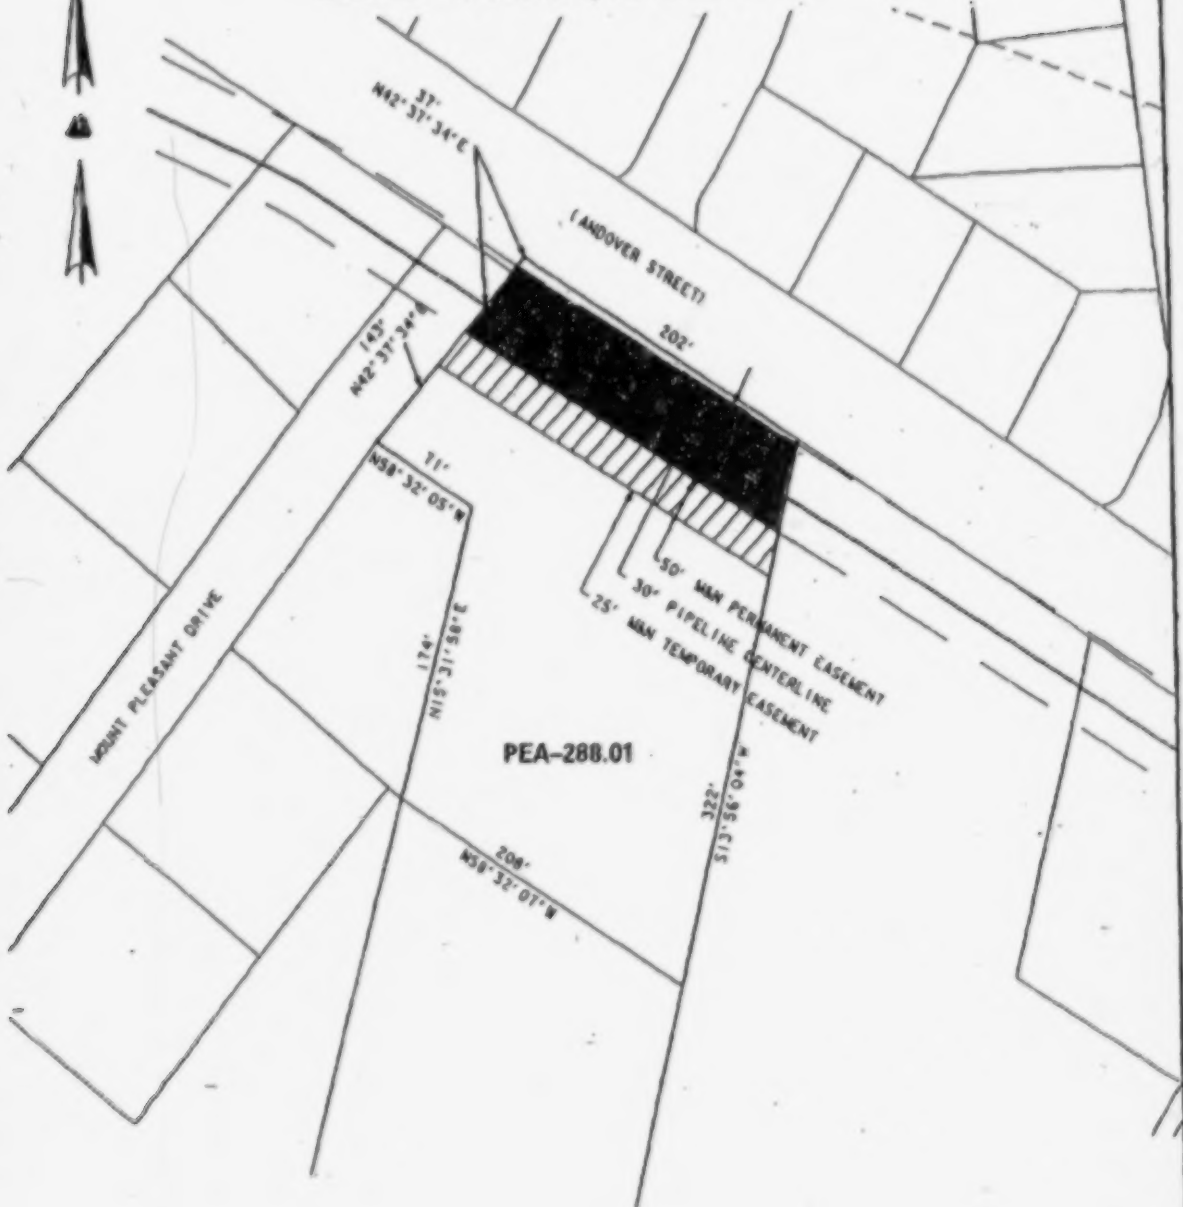 37'
N42°37'34"E
(ANDOVER STREET)
202'
143'
N42°37'34"E
71'
N58°32'05"W
50' M&N PERMANENT EASEMENT
30" PIPELINE CENTERLINE
25' M&N TEMPORARY EASEMENT
MOUNT PLEASANT DRIVE
174'
N15°31'58"E
PEA-288.01
322'
S13°56'04"W
208'
N58°32'07"W